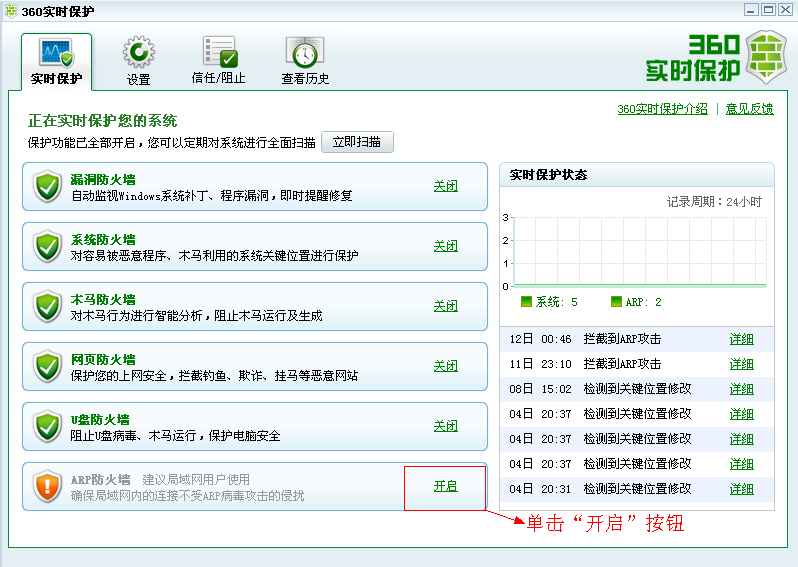 360实时保护
实时保护
设置
信任/阻止
查看历史
360
实时保护
360实时保护介绍 | 意见反馈
正在实时保护您的系统
保护功能已全部开启，您可以定期对系统进行全面扫描
立即扫描
漏洞防火墙
自动监视Windows系统补丁、程序漏洞，即时提醒修复
关闭
系统防火墙
对容易被恶意程序、木马利用的系统关键位置进行保护
关闭
木马防火墙
对木马行为进行智能分析，阻止木马运行及生成
关闭
网页防火墙
保护您的上网安全，拦截钓鱼、欺诈、挂马等恶意网站
关闭
U盘防火墙
阻止U盘病毒、木马运行，保护电脑安全
关闭
ARP防火墙 建议局域网用户使用
确保局域网内的连接不受ARP病毒攻击的侵扰
开启
单击“开启”按钮
实时保护状态
记录周期：24小时
3
2
1
0
系统: 5 ARP: 2
12日 00:46 拦截到ARP攻击 详细
11日 23:10 拦截到ARP攻击 详细
08日 15:02 检测到关键位置修改 详细
04日 20:37 检测到关键位置修改 详细
04日 20:37 检测到关键位置修改 详细
04日 20:37 检测到关键位置修改 详细
04日 20:31 检测到关键位置修改 详细